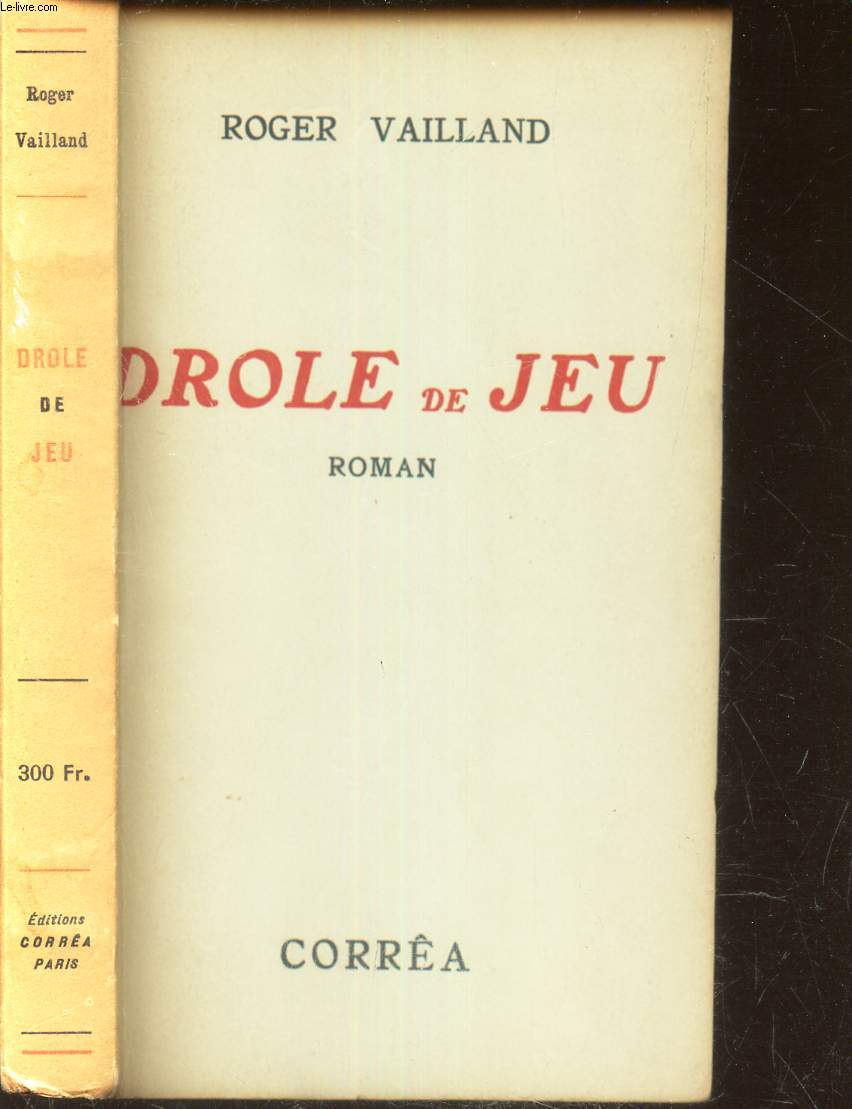 Le-livre.com
Roger
Vailland
DROLE
DE
JEU
300 Fr.
Éditions
CORRÊA
PARIS
ROGER VAILLAND
DROLE DE JEU
ROMAN
CORRÊA